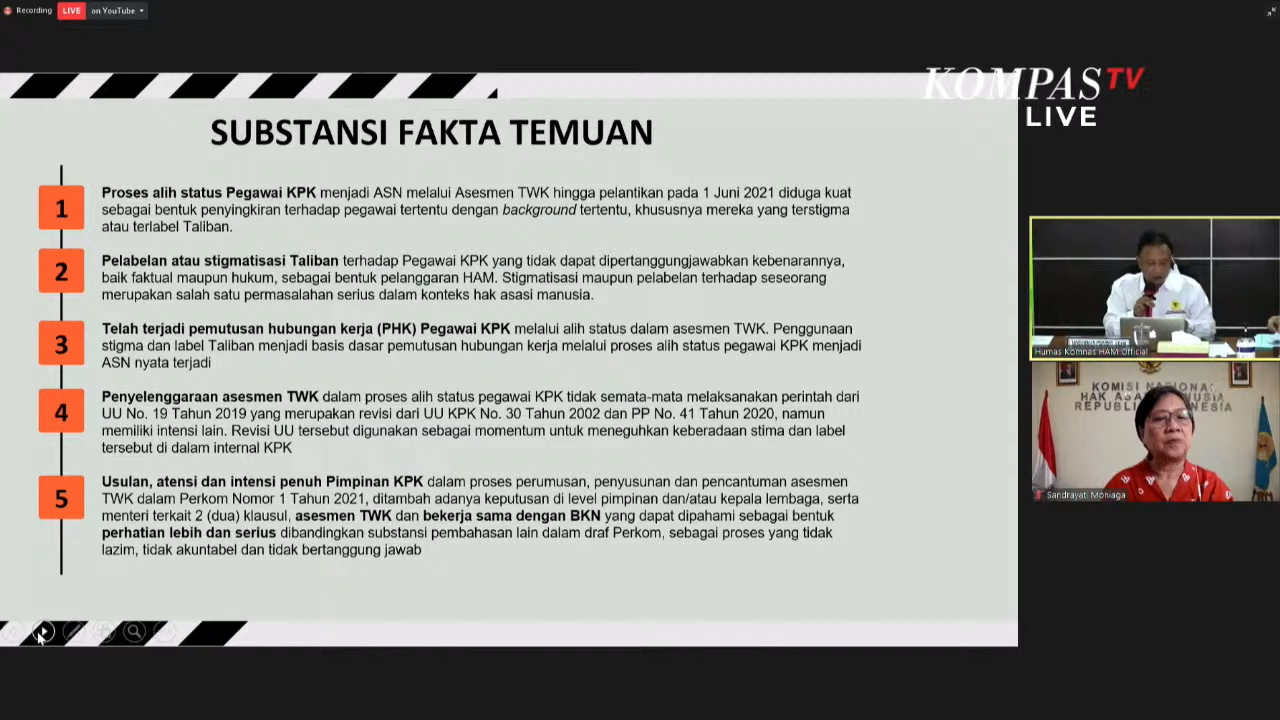 Recording
LIVE
on YouTube
KOMPAS TV
LIVE
SUBSTANSI FAKTA TEMUAN
1
Proses alih status Pegawai KPK menjadi ASN melalui Asesmen TWK hingga pelantikan pada 1 Juni 2021 diduga kuat
sebagai bentuk penyingkiran terhadap pegawai tertentu dengan background tertentu, khususnya mereka yang terstigma
atau terlabel Taliban.
2
Pelabelan atau stigmatisasi Taliban terhadap Pegawai KPK yang tidak dapat dipertanggungjawabkan kebenarannya,
baik faktual maupun hukum, sebagai bentuk pelanggaran HAM. Stigmatisasi maupun pelabelan terhadap seseorang
merupakan salah satu permasalahan serius dalam konteks hak asasi manusia.
3
Telah terjadi pemutusan hubungan kerja (PHK) Pegawai KPK melalui alih status dalam asesmen TWK. Penggunaan
stigma dan label Taliban menjadi basis dasar pemutusan hubungan kerja melalui proses alih status pegawai KPK menjadi
ASN nyata terjadi
4
Penyelenggaraan asesmen TWK dalam proses alih status pegawai KPK tidak semata-mata melaksanakan perintah dari
UU No. 19 Tahun 2019 yang merupakan revisi dari UU KPK No. 30 Tahun 2002 dan PP No. 41 Tahun 2020, namun
memiliki intensi lain. Revisi UU tersebut digunakan sebagai momentum untuk meneguhkan keberadaan stima dan label
tersebut di dalam internal KPK
5
Usulan, atensi dan intensi penuh Pimpinan KPK dalam proses perumusan, penyusunan dan pencantuman asesmen
TWK dalam Perkom Nomor 1 Tahun 2021, ditambah adanya keputusan di level pimpinan dan/atau kepala lembaga, serta
menteri terkait 2 (dua) klausul, asesmen TWK dan bekerja sama dengan BKN yang dapat dipahami sebagai bentuk
perhatian lebih dan serius dibandingkan substansi pembahasan lain dalam draf Perkom, sebagai proses yang tidak
lazim, tidak akuntabel dan tidak bertanggung jawab
Humas Komnas HAM Official
KOMISI NASIONAL
HAK ASASI MANUSIA
REPUBLIK INDONESIA
Sandrayati Moniaga